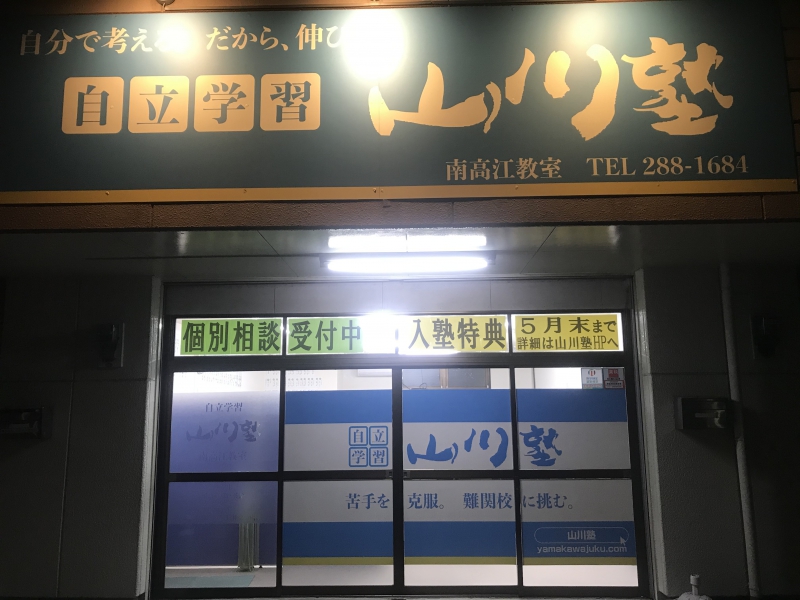 自分で考える だから、伸び
自立学習 山川塾
南高江教室 TEL 288-1684
個別相談 受付中 入塾特典 5月末まで
詳細は山川塾HPへ
自立学習
山川塾
自立
学習
山川塾
苦手を 克服。 難関校に挑む。
山川塾
yamakawajuku.com